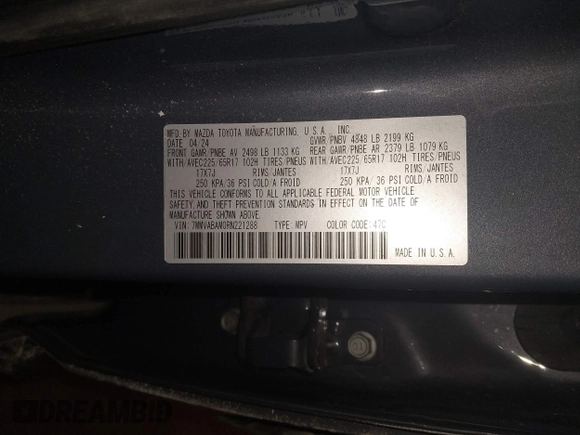 MFD BY MAZDA TOYOTA MANUFACTURING, U.S.A., INC.
DATE 04/24 GVWR/PNBV 4848 LB 2199 KG
FRONT GAWR/PNBE AV 2498 LB 1133 KG REAR GAWR/PNBE AR 2379 LB 1079 KG
WITH/AVEC225/65R17 102H TIRES/PNEUS WITH/AVEC225/65R17 102H TIRES/PNEUS
17X7J RIMS/JANTES 17X7J RIMS/JANTES
250 KPA/36 PSI COLD/A FROID 250 KPA/36 PSI COLD/A FROID
THIS VEHICLE CONFORMS TO ALL APPLICABLE FEDERAL MOTOR VEHICLE
SAFETY, AND THEFT PREVENTION STANDARDS IN EFFECT ON THE DATE OF
MANUFACTURE SHOWN ABOVE.
VIN: 7MMVABAM0RN221288 TYPE: MPV COLOR CODE: 47C
MADE IN U.S.A.
DREAMBID